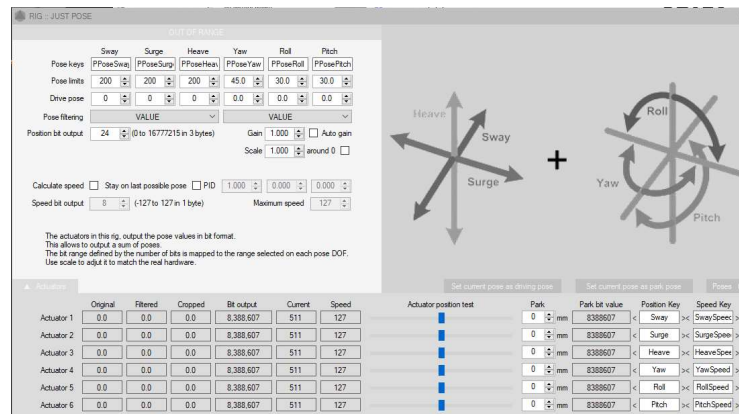 RIG :: JUST POSE
OUT OF RANGE
Sway Surge Heave Yaw Roll Pitch
Pose keys PPoseSwa PPoseSurg PPoseHea PPoseYaw PPoseRoll PPosePitch
Pose limits 200 200 200 45.0 30.0 30.0
Drive pose 0 0 0 0.0 0.0 0.0
Pose filtering VALUE VALUE
Position bit output 24 (0 to 16777215 in 3 bytes) Gain 1.000 Auto gain
Scale 1.000 around 0
Calculate speed Stay on last possible pose PID 1.000 0.000 0.000
Speed bit output 8 (-127 to 127 in 1 byte) Maximum speed 127
The actuators in this rig, output the pose values in bit format.
This allows to output a sum of poses.
The bit range defined by the number of bits is mapped to the range selected on each pose DOF.
Use scale to adjut it to match the real hardware.
Heave
Sway
Surge
+
Roll
Yaw
Pitch
Actuators Set current pose as driving pose Set current pose as park pose Poses
Original Filtered Cropped Bit output Current Speed Actuator position test Park Park bit value Position Key Speed Key
Actuator 1 0.0 0.0 0.0 8,388,607 511 127 0 mm 8388607 < Sway >< SwaySpeec >
Actuator 2 0.0 0.0 0.0 8,388,607 511 127 0 mm 8388607 < Surge >< SurgeSpee >
Actuator 3 0.0 0.0 0.0 8,388,607 511 127 0 mm 8388607 < Heave >< HeaveSpee >
Actuator 4 0.0 0.0 0.0 8,388,607 511 127 0 mm 8388607 < Yaw >< YawSpeed >
Actuator 5 0.0 0.0 0.0 8,388,607 511 127 0 mm 8388607 < Roll >< RollSpeed >
Actuator 6 0.0 0.0 0.0 8,388,607 511 127 0 mm 8388607 < Pitch >< PitchSpeed >